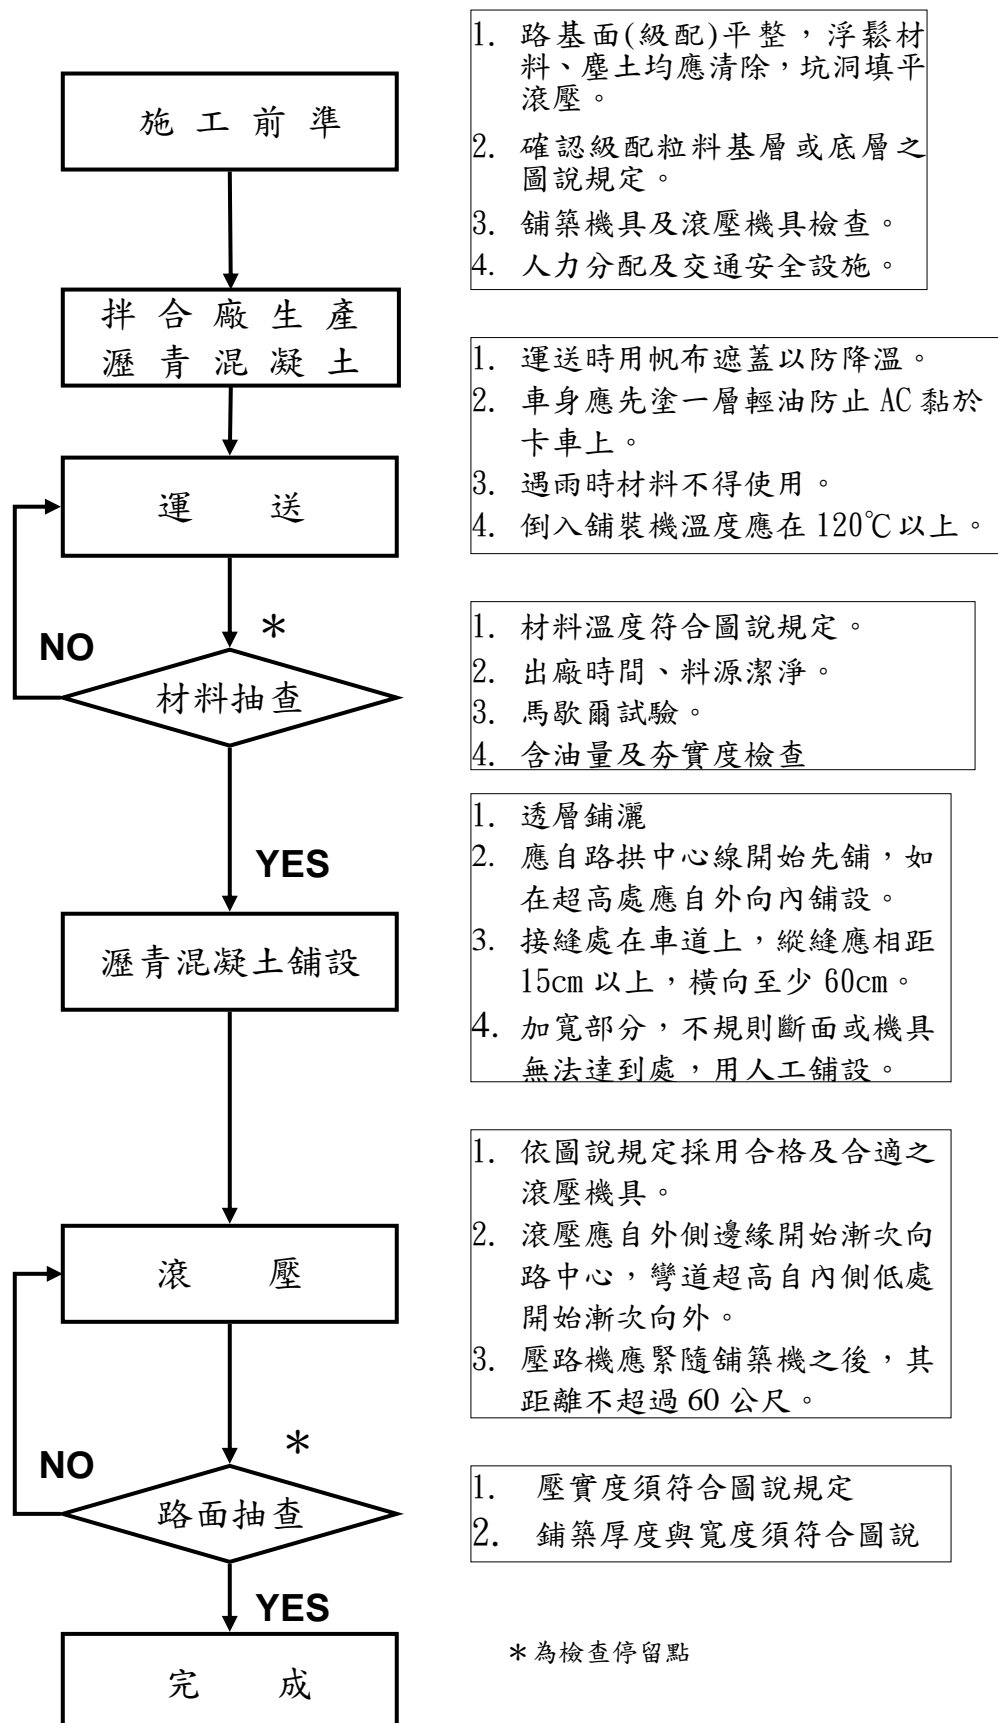 施工前準
1. 路基面(級配)平整，浮鬆材
料、塵土均應清除，坑洞填平
滾壓。
2. 確認級配粒料基層或底層之
圖說規定。
3. 舖築機具及滾壓機具檢查。
4. 人力分配及交通安全設施。
拌合廠生產
瀝青混凝土
運送
1. 運送時用帆布遮蓋以防降溫。
2. 車身應先塗一層輕油防止 AC 黏於
卡車上。
3. 遇雨時材料不得使用。
4. 倒入舖裝機溫度應在 120℃以上。
＊
NO
材料抽查
1. 材料溫度符合圖說規定。
2. 出廠時間、料源潔淨。
3. 馬歇爾試驗。
4. 含油量及夯實度檢查
YES
瀝青混凝土舖設
1. 透層鋪灑
2. 應自路拱中心線開始先舖，如
在超高處應自外向內舖設。
3. 接縫處在車道上，縱縫應相距
15cm 以上，橫向至少 60cm。
4. 加寬部分，不規則斷面或機具
無法達到處，用人工舖設。
滾壓
1. 依圖說規定採用合格及合適之
滾壓機具。
2. 滾壓應自外側邊緣開始漸次向
路中心，彎道超高自內側低處
開始漸次向外。
3. 壓路機應緊隨舖築機之後，其
距離不超過 60 公尺。
＊
NO
路面抽查
1. 壓實度須符合圖說規定
2. 鋪築厚度與寬度須符合圖說
YES
完成
＊為檢查停留點